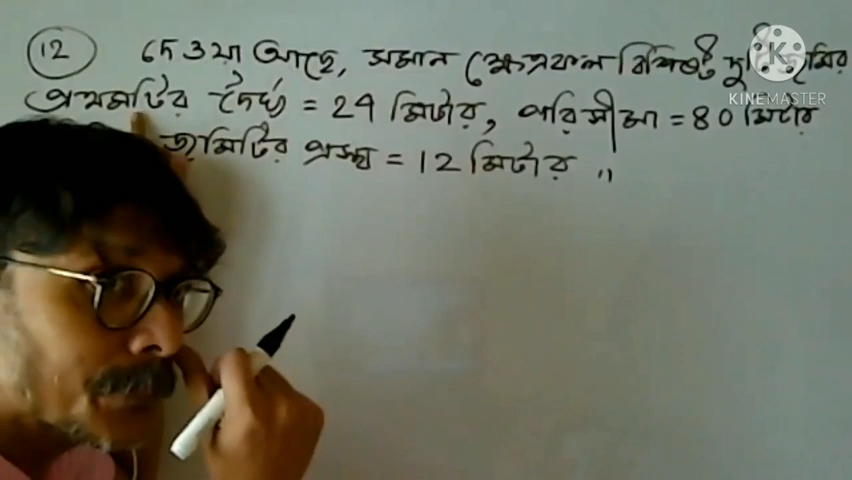 12 দেওয়া আছে, সমান ক্ষেত্রফল বিশিষ্ট দুটি জমির
প্রথমটির দৈর্ঘ্য = 24 মিটার, পরিসীমা = 80 মিটার
জমিটির প্রস্থ = 12 মিটার ,,
KINEMASTER